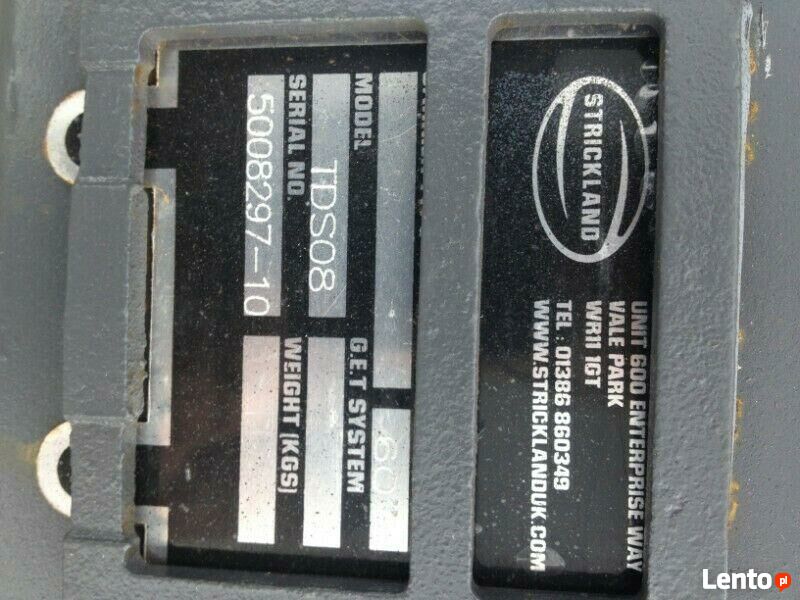 STRICKLAND
UNIT 600 ENTERPRISE WAY
VALE PARK
WR11 1GT
TEL : 01386 860349
WWW.STRICKLANDUK.COM
MODEL
TDS08
G.E.T SYSTEM
SERIAL NO.
5008297-10
WEIGHT (KGS)
Lento pl